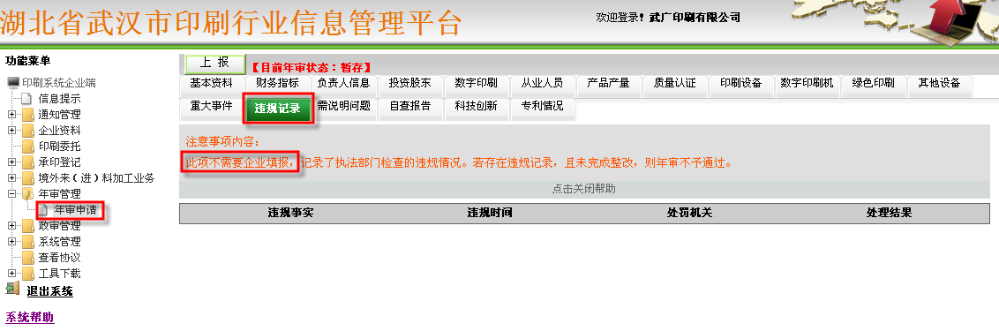 湖北省武汉市印刷行业信息管理平台
欢迎登录! 武广印刷有限公司
功能菜单
印刷系统企业端
信息提示
通知管理
企业资料
印刷委托
承印登记
境外来（进）料加工业务
年审管理
年审申请
政审管理
系统管理
查看协议
工具下载
退出系统
系统帮助
上 报
【目前年审状态：暂存】
基本资料 财务指标 负责人信息 投资股东 数字印刷 从业人员 产品产量 质量认证 印刷设备 数字印刷机 绿色印刷 其他设备
重大事件 违规记录 需说明问题 自查报告 科技创新 专利情况
注意事项内容：
此项不需要企业填报，记录了执法部门检查的违规情况。若存在违规记录，且未完成整改，则年审不予通过。
点击关闭帮助
违规事实 违规时间 处罚机关 处理结果